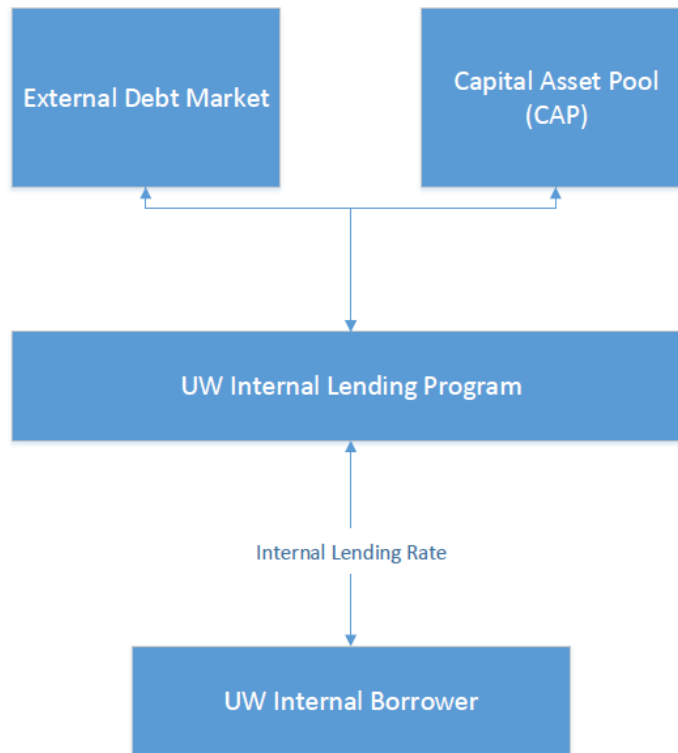 External Debt Market
Capital Asset Pool
(CAP)
UW Internal Lending Program
Internal Lending Rate
UW Internal Borrower